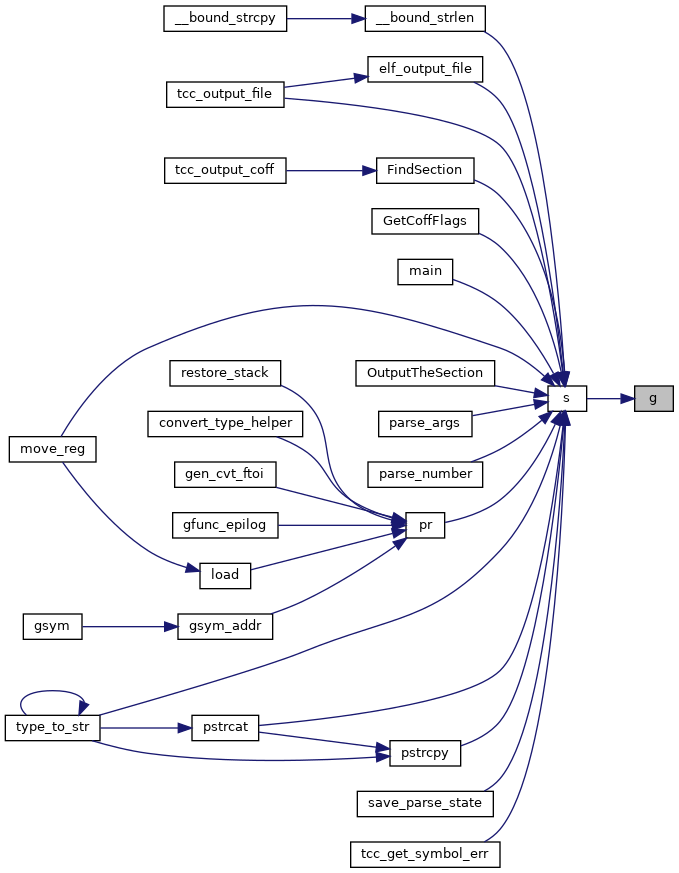 __bound_strcpy
__bound_strlen
elf_output_file
tcc_output_file
tcc_output_coff
FindSection
GetCoffFlags
main
restore_stack
OutputTheSection
s
g
convert_type_helper
parse_args
move_reg
gen_cvt_ftoi
parse_number
gfunc_epilog
pr
load
gsym
gsym_addr
type_to_str
pstrcat
pstrcpy
save_parse_state
tcc_get_symbol_err